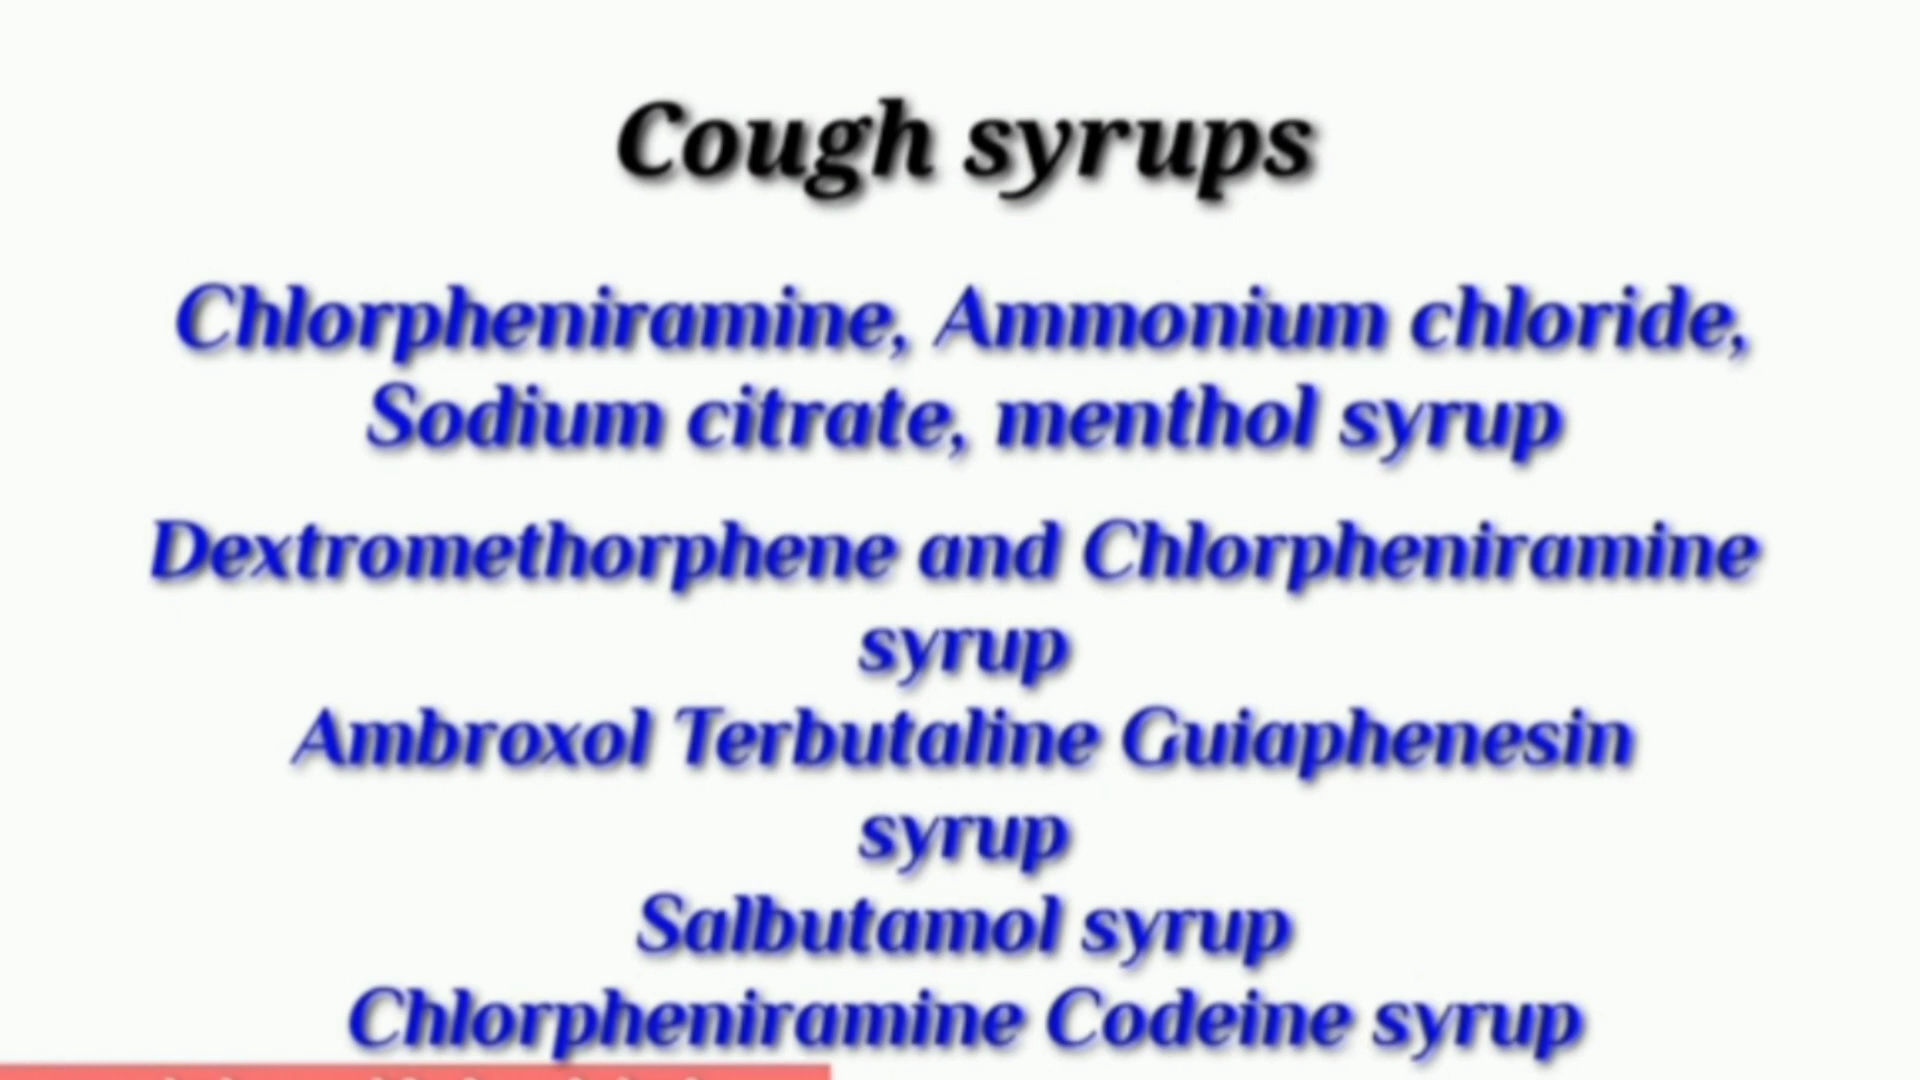 Cough syrups
Chlorpheniramine, Ammonium chloride,
Sodium citrate, menthol syrup
Dextromethorphene and Chlorpheniramine
syrup
Ambroxol Terbutaline Guiaphenesin
syrup
Salbutamol syrup
Chlorpheniramine Codeine syrup